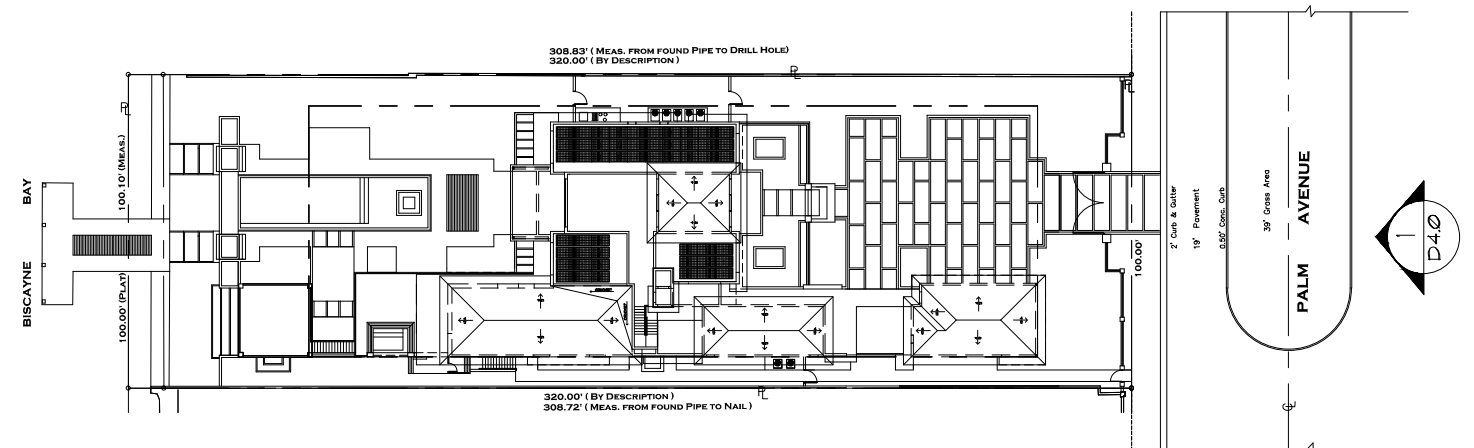 308.83' ( MEAS. FROM FOUND PIPE TO DRILL HOLE)
320.00' ( BY DESCRIPTION )
BISCAYNE BAY
100.10' (MEAS.)
100.00' (PLAT)
100.00'
2' Curb & Gutter
19' Pavement
0.50' Conc. Curb
39' Grass Area
PALM AVENUE
1
D4.0
320.00' ( BY DESCRIPTION )
308.72' ( MEAS. FROM FOUND PIPE TO NAIL )